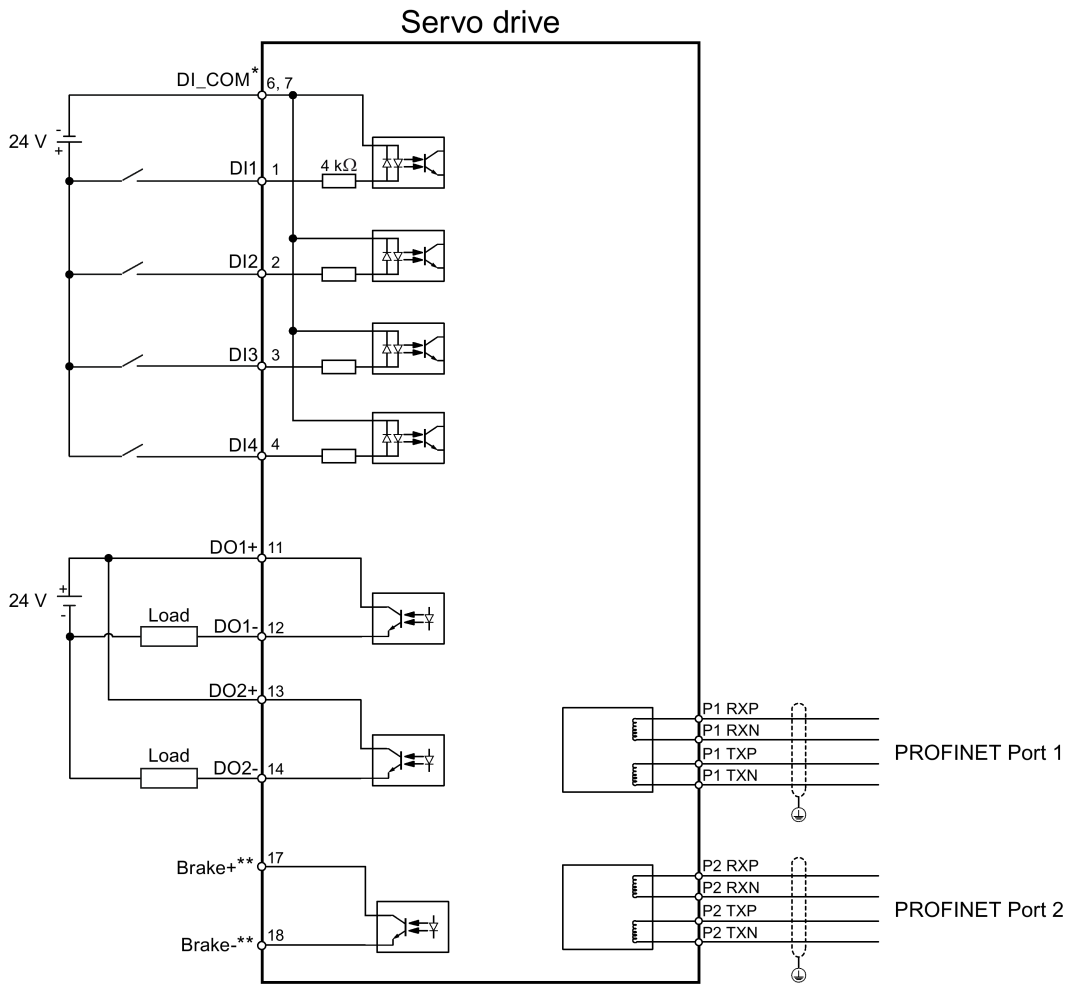 Servo drive
DI_COM*
6, 7
24 V
-
+
DI1
1
4 kΩ
DI2
2
DI3
3
DI4
4
DO1+
11
24 V
+
-
Load
DO1-
12
DO2+
13
Load
DO2-
14
P1 RXP
P1 RXN
P1 TXP
P1 TXN
PROFINET Port 1
Brake+**
17
Brake-**
18
P2 RXP
P2 RXN
P2 TXP
P2 TXN
PROFINET Port 2